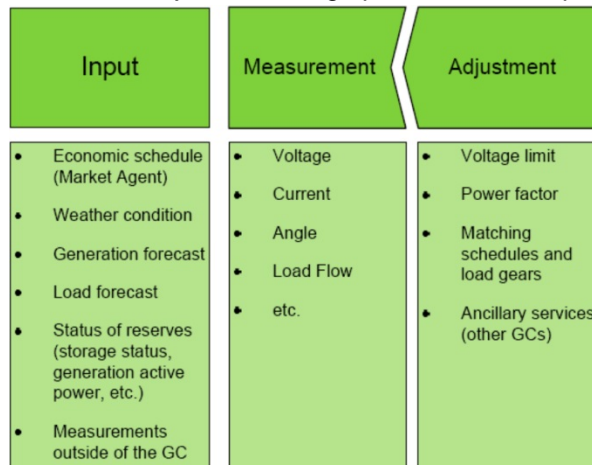 Input
Measurement
Adjustment
• Economic schedule
(Market Agent)
• Weather condition
• Generation forecast
• Load forecast
• Status of reserves
(storage status,
generation active
power, etc.)
• Measurements
outside of the GC
• Voltage
• Current
• Angle
• Load Flow
• etc.
• Voltage limit
• Power factor
• Matching
schedules and
load gears
• Ancillary services
(other GCs)